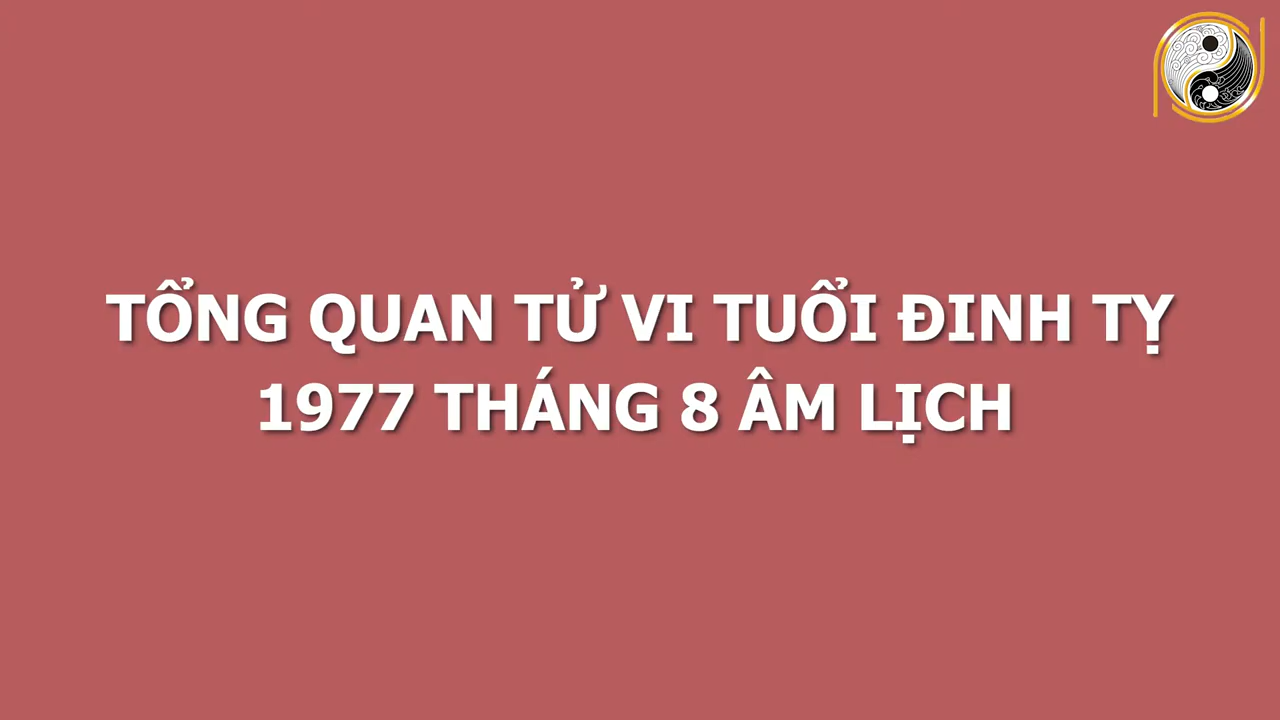 TỔNG QUAN TỬ VI TUỔI ĐINH TỴ
1977 THÁNG 8 ÂM LỊCH